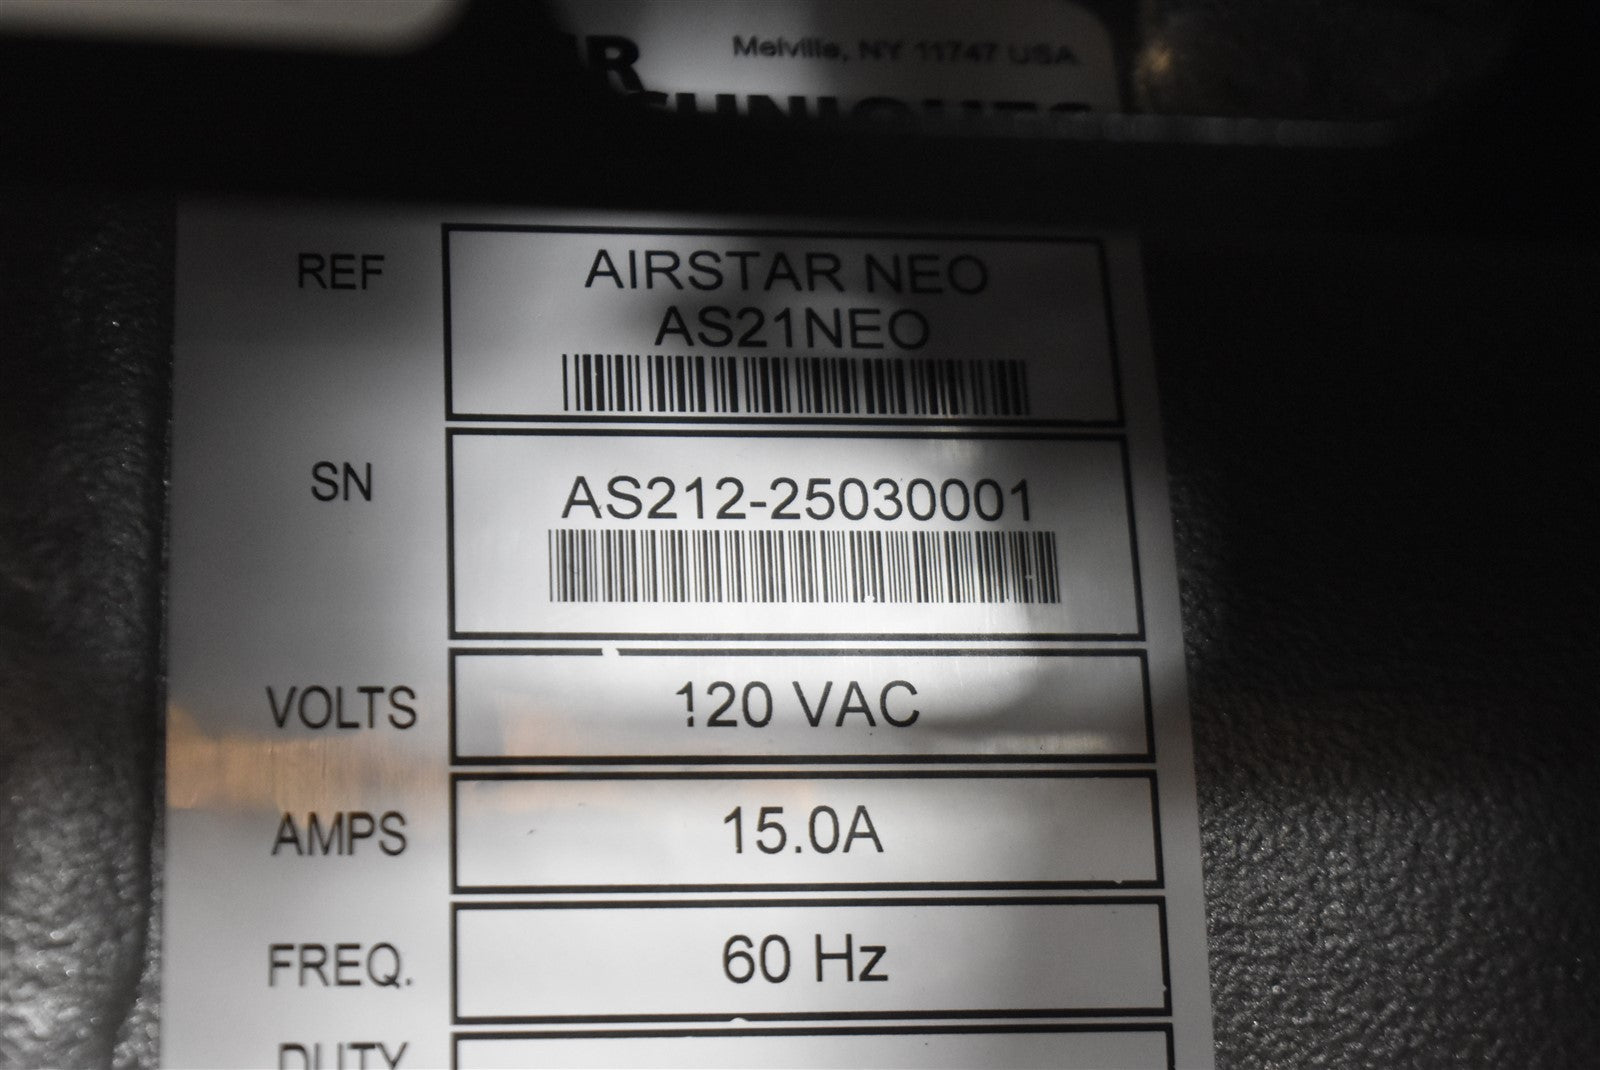 Melville, NY 11747 USA
REF AIRSTAR NEO
AS21NEO
SN AS212-25030001
VOLTS 120 VAC
AMPS 15.0A
FREQ. 60 Hz
DUTY